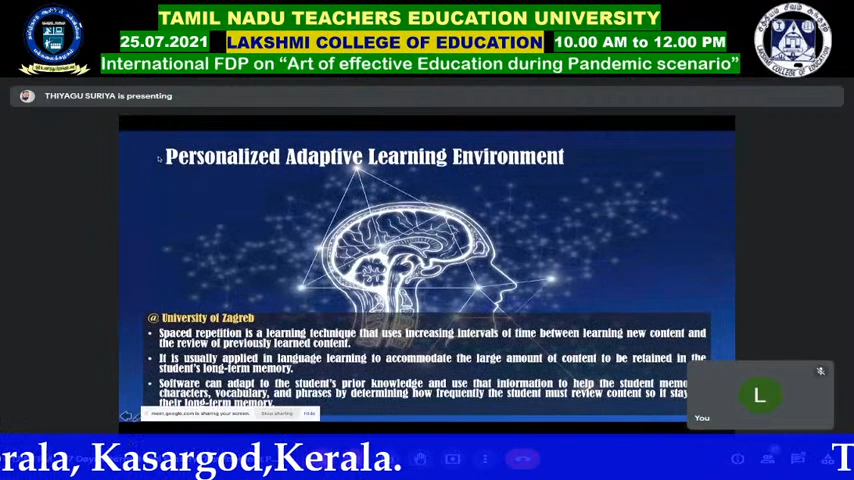 TAMIL NADU TEACHERS EDUCATION UNIVERSITY
25.07.2021 LAKSHMI COLLEGE OF EDUCATION 10.00 AM to 12.00 PM
International FDP on “Art of effective Education during Pandemic scenario”
THIYAGU SURIYA is presenting
Personalized Adaptive Learning Environment
@ University of Zagreb
• Spaced repetition is a learning technique that uses increasing intervals of time between learning new content and
the review of previously learned content.
• It is usually applied in language learning to accommodate the large amount of content to be retained in the
student's long-term memory.
• Software can adapt to the student's prior knowledge and use that information to help the student memo
characters, vocabulary, and phrases by determining how frequently the student must review content so it stay
their long-term memory.
meet.google.com is sharing your screen. Stop sharing Hide
L
You
rala, Kasargod,Kerala. T